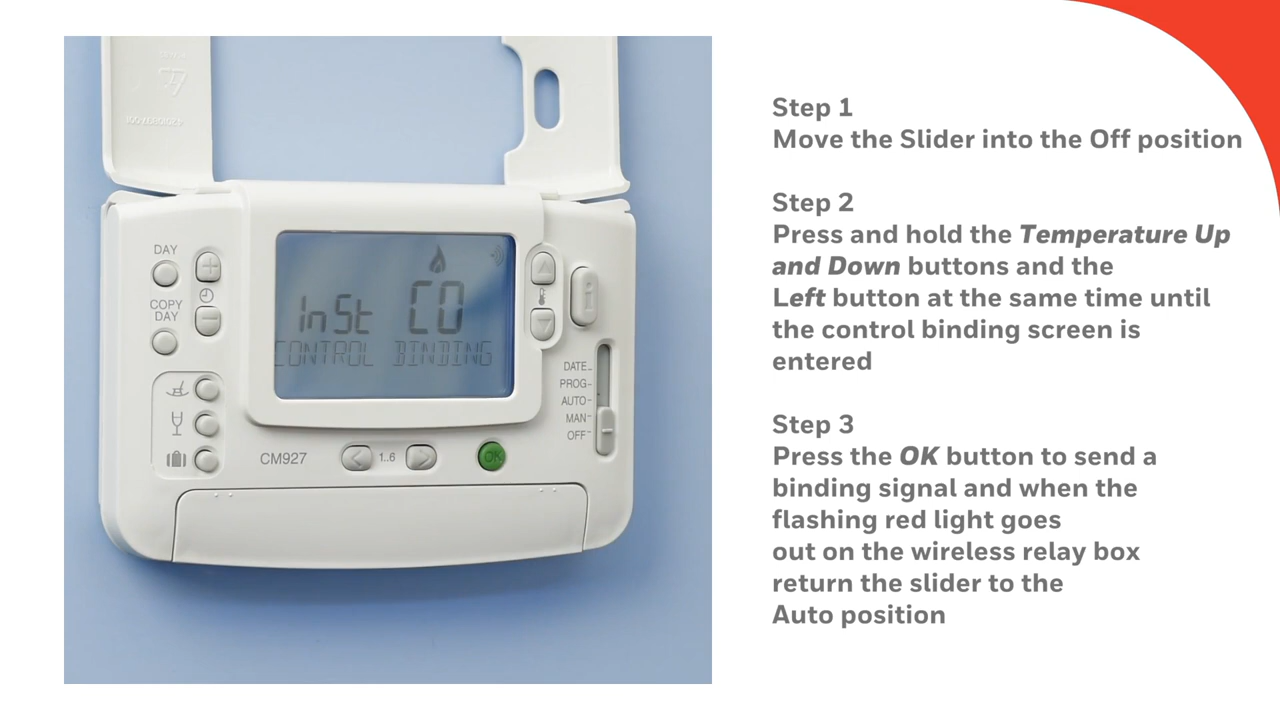 DAY
COPY
DAY
InSt CO
CONTROL BINDING
DATE
PROG
AUTO
MAN
OFF
CM927
1..6
OK
Step 1
Move the Slider into the Off position
Step 2
Press and hold the Temperature Up
and Down buttons and the
Left button at the same time until
the control binding screen is
entered
Step 3
Press the OK button to send a
binding signal and when the
flashing red light goes
out on the wireless relay box
return the slider to the
Auto position